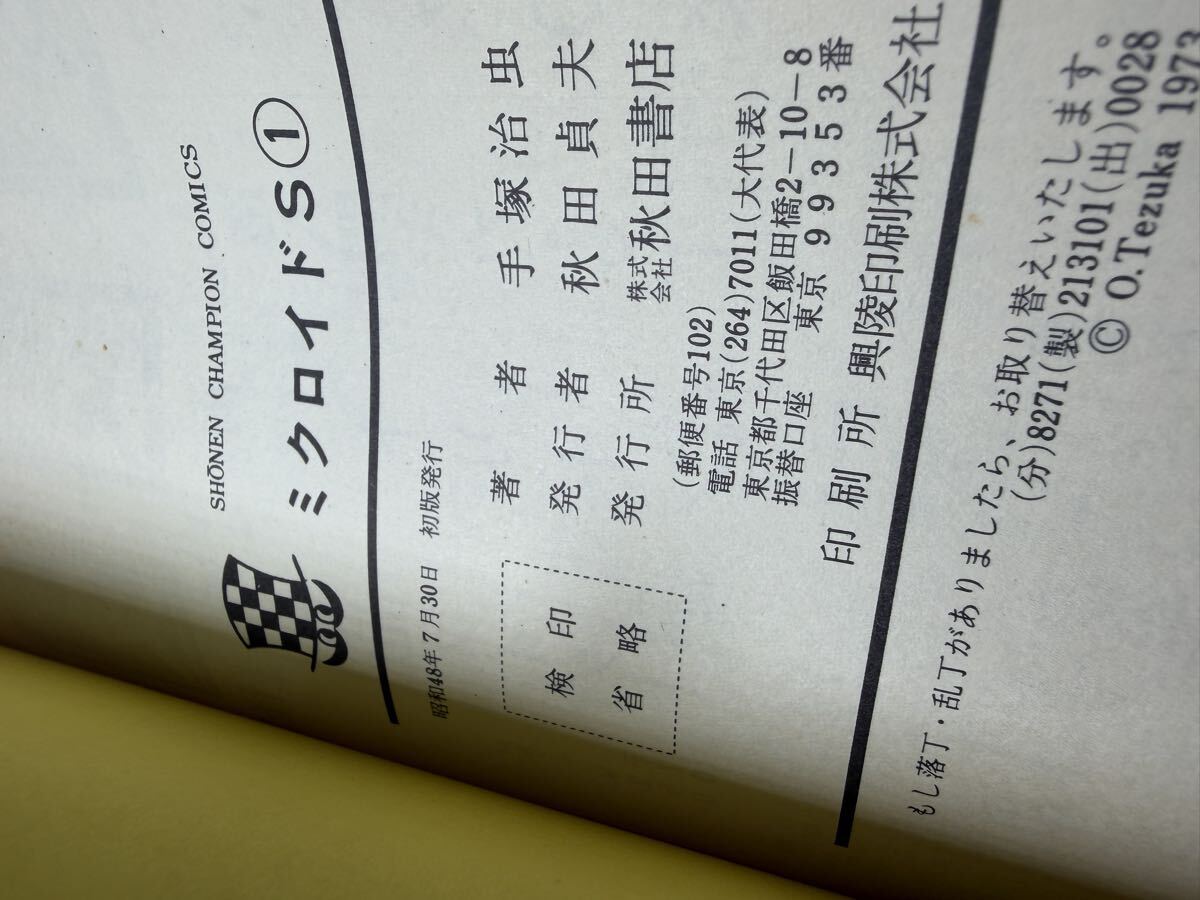 SHŌNEN CHAMPION COMICS
ミクロイドS①
昭和48年7月30日 初版発行
検印
省略
著者 手塚治虫
発行者 秋田貞夫
発行所 株式会社秋田書店
(郵便番号102)
電話 東京(264)7011(大代表)
東京都千代田区飯田橋2-10-8
振替口座 東京 99353番
印刷所 興陵印刷株式会社
もし落丁・乱丁がありましたら、お取り替えいたします。
(分)8271(製)213101(出)0028
© O.Tezuka 1973